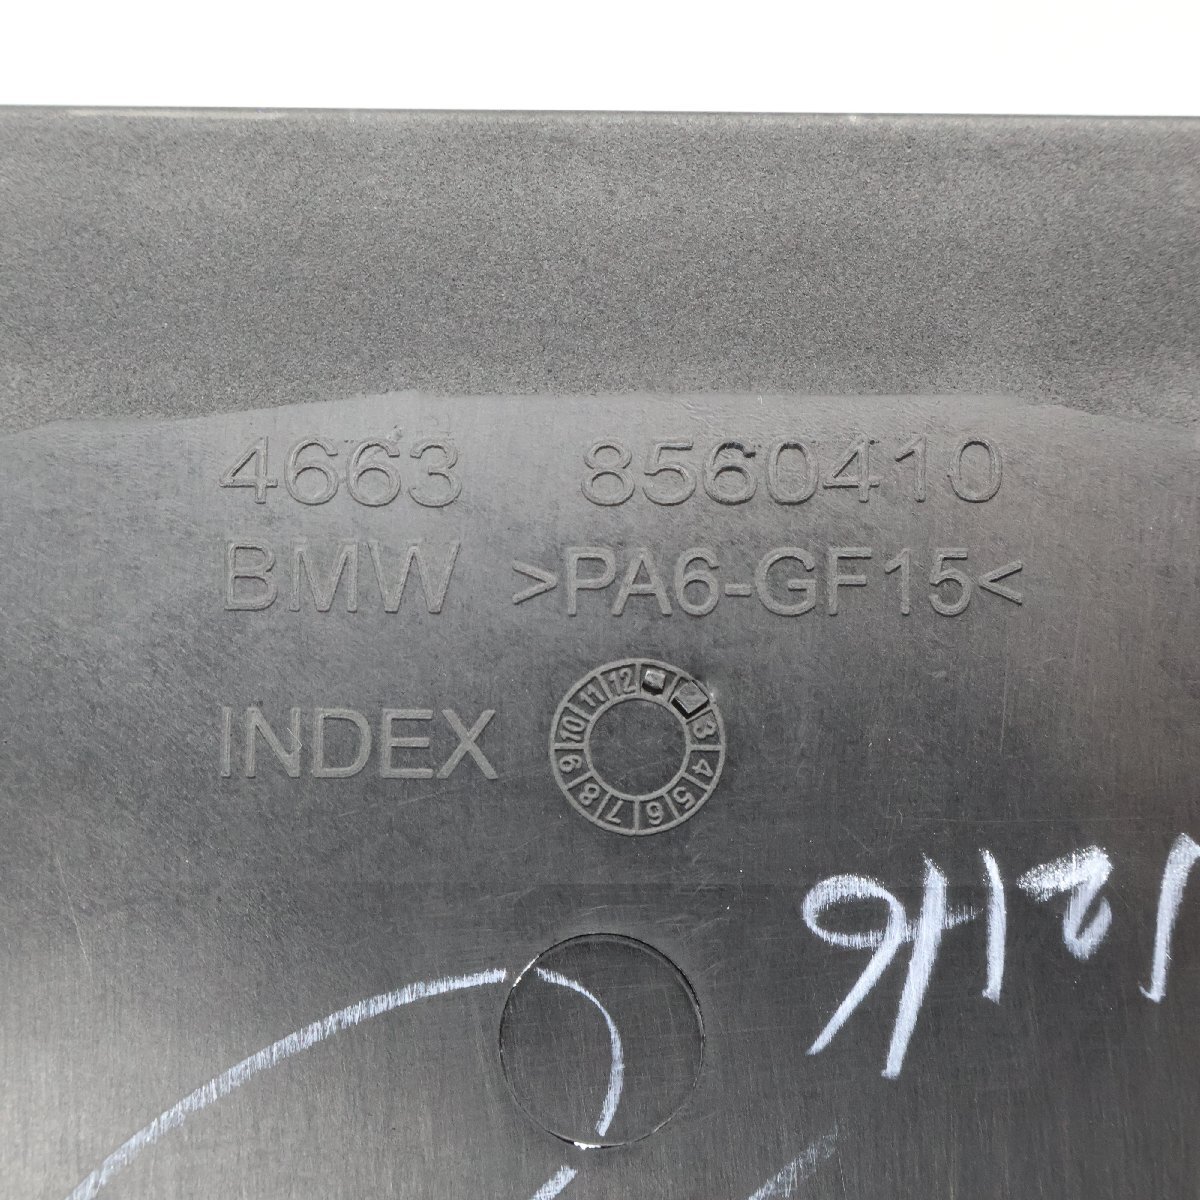 4663 8560410
BMW >PA6-GF15<
INDEX
12 3 4 5 6 7 8 9 10 11